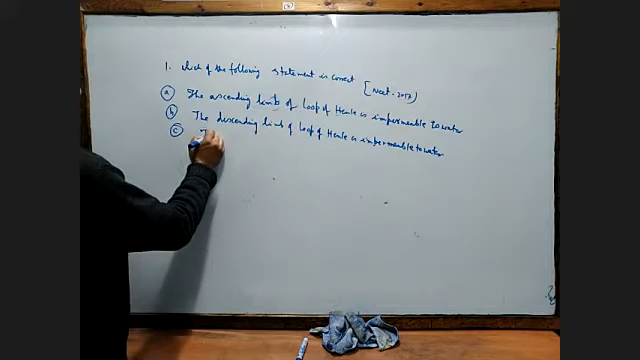 1. which of the following statement is correct [Neet-2017)
a The ascending limb of loop of Henle is impermeable to water
b The descending limb of loop of Henle is impermeable to water
c T